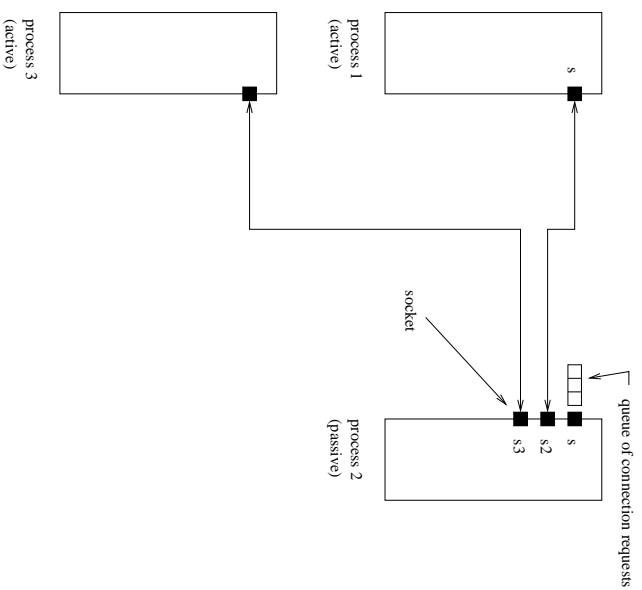 process 1
(active)
s
process 3
(active)
socket
queue of connection requests
s
s2
s3
process 2
(passive)